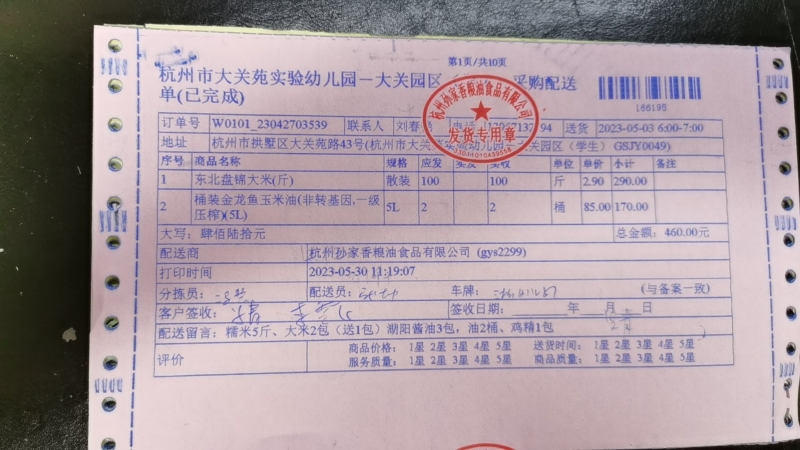 第1页/共10页
杭州市大关苑实验幼儿园－大关园区 采购配送
单(已完成)
166195
订单号 W0101_23042703539 联系人 刘春 电话 94 送货 2023-05-03 6:00-7:00
地址 杭州市拱墅区大关苑路43号(杭州市大关 大关园区（学生）GSJY0049)
杭州孙家香粮油食品有限公司
发货专用章
序号 商品名称 规格 应发 实发 实收 单位 单价 小计 备注
1 东北盘锦大米(斤) 散装 100 100 斤 2.90 290.00
2 桶装金龙鱼玉米油(非转基因,一级压榨)(5L) 5L 2 2 桶 85.00 170.00
大写：肆佰陆拾元 总金额：460.00元
配送商 杭州孙家香粮油食品有限公司 (gys2299)
打印时间 2023-05-30 11:19:07
分拣员： 配送员： 车牌： (与备案一致)
客户签收： 签收日期： 年 月 日
配送留言：糯米5斤、大米2包（送1包）湖阳酱油3包，油2桶、鸡精1包
评价 商品价格： 1星 2星 3星 4星 5星 送货时间： 1星 2星 3星 4星 5星
服务质量： 1星 2星 3星 4星 5星 商品质量： 1星 2星 3星 4星 5星